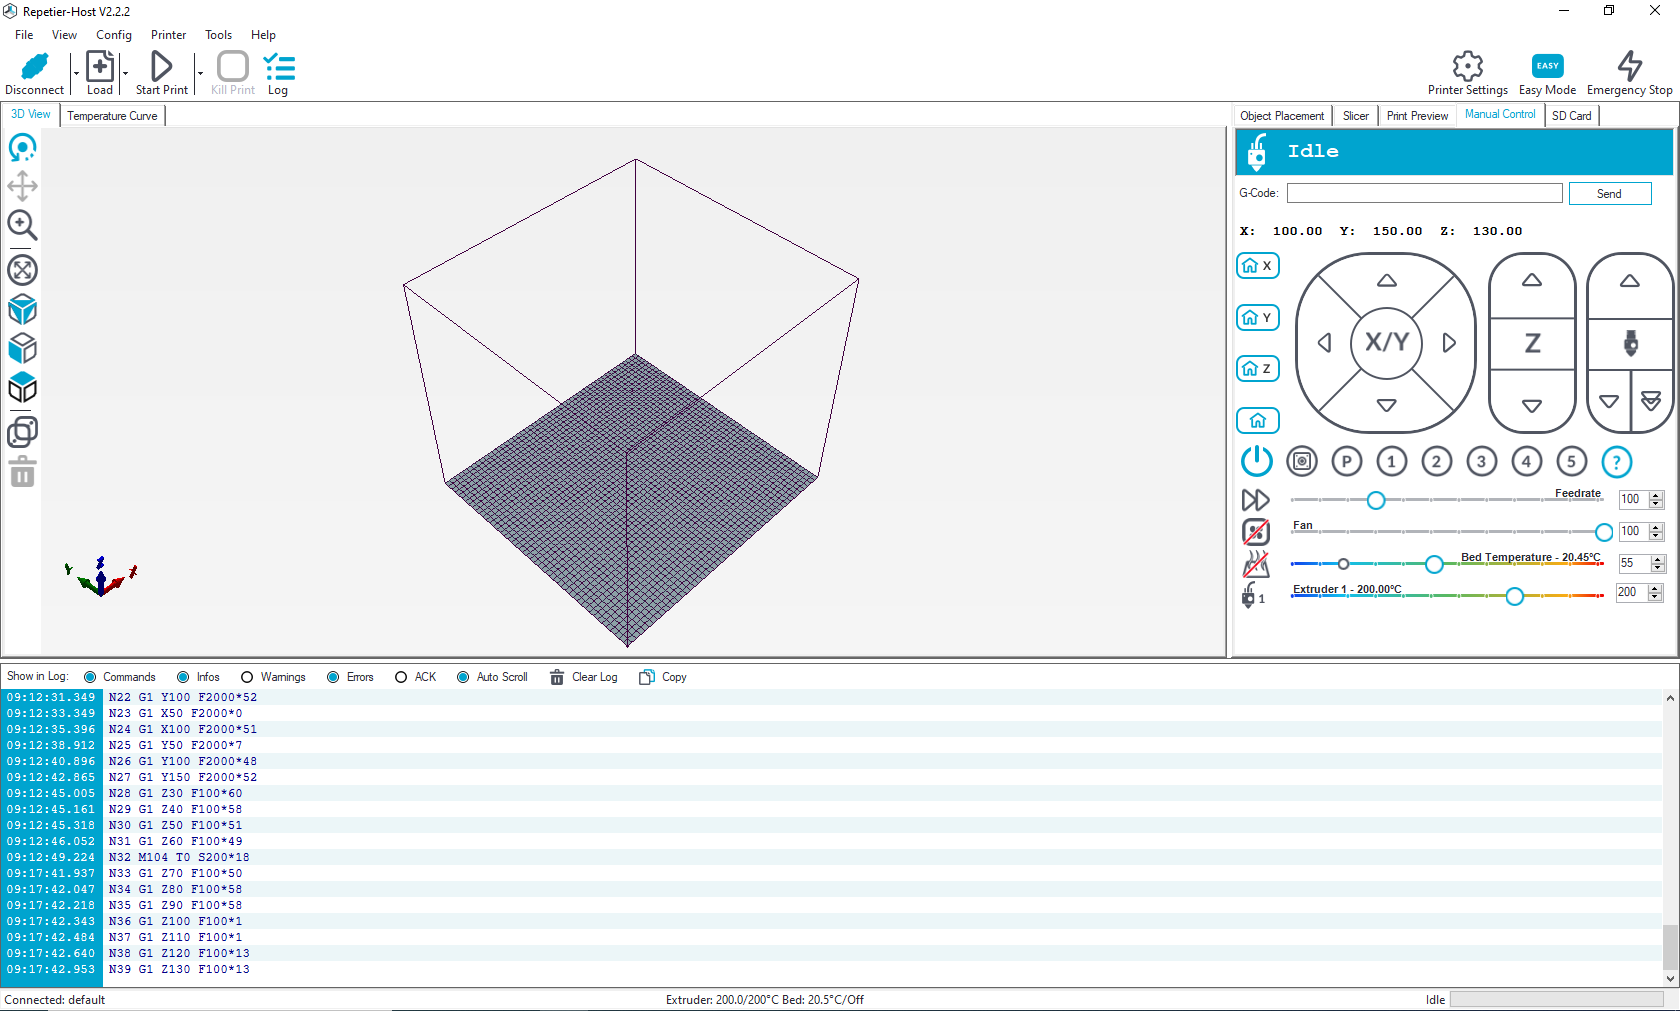 Repetier-Host V2.2.2
File View Config Printer Tools Help
Disconnect Load Start Print Kill Print Log Printer Settings EASY Easy Mode Emergency Stop
3D View Temperature Curve
Object Placement Slicer Print Preview Manual Control SD Card
Idle
G-Code: Send
X: 100.00 Y: 150.00 Z: 130.00
X
Y
Z
X/Y
Z
P 1 2 3 4 5 ?
Feedrate 100
Fan 100
Bed Temperature - 20.45°C 55
1 Extruder 1 - 200.00°C 200
Y Z X
Show in Log: Commands Infos Warnings Errors ACK Auto Scroll Clear Log Copy
09:12:31.349 N22 G1 Y100 F2000*52
09:12:33.349 N23 G1 X50 F2000*0
09:12:35.396 N24 G1 X100 F2000*51
09:12:38.912 N25 G1 Y50 F2000*7
09:12:40.896 N26 G1 Y100 F2000*48
09:12:42.865 N27 G1 Y150 F2000*52
09:12:45.005 N28 G1 Z30 F100*60
09:12:45.161 N29 G1 Z40 F100*58
09:12:45.318 N30 G1 Z50 F100*51
09:12:46.052 N31 G1 Z60 F100*49
09:12:49.224 N32 M104 T0 S200*18
09:17:41.937 N33 G1 Z70 F100*50
09:17:42.047 N34 G1 Z80 F100*58
09:17:42.218 N35 G1 Z90 F100*58
09:17:42.343 N36 G1 Z100 F100*1
09:17:42.484 N37 G1 Z110 F100*1
09:17:42.640 N38 G1 Z120 F100*13
09:17:42.953 N39 G1 Z130 F100*13
Connected: default Extruder: 200.0/200°C Bed: 20.5°C/Off Idle